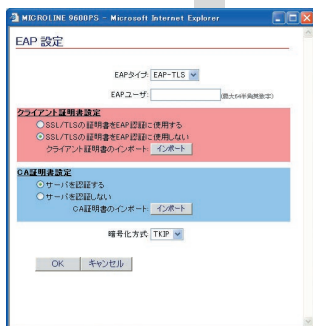 MICROLINE 9600PS - Microsoft Internet Explorer
EAP 設定
EAPタイプ: EAP-TLS
EAPユーザ: (最大64半角英数字)
クライアント証明書設定
SSL/TLSの証明書をEAP認証に使用する
SSL/TLSの証明書をEAP認証に使用しない
クライアント証明書のインポート: インポート
CA証明書設定
サーバを認証する
サーバを認証しない
CA証明書のインポート: インポート
暗号化方式 TKIP
OK キャンセル